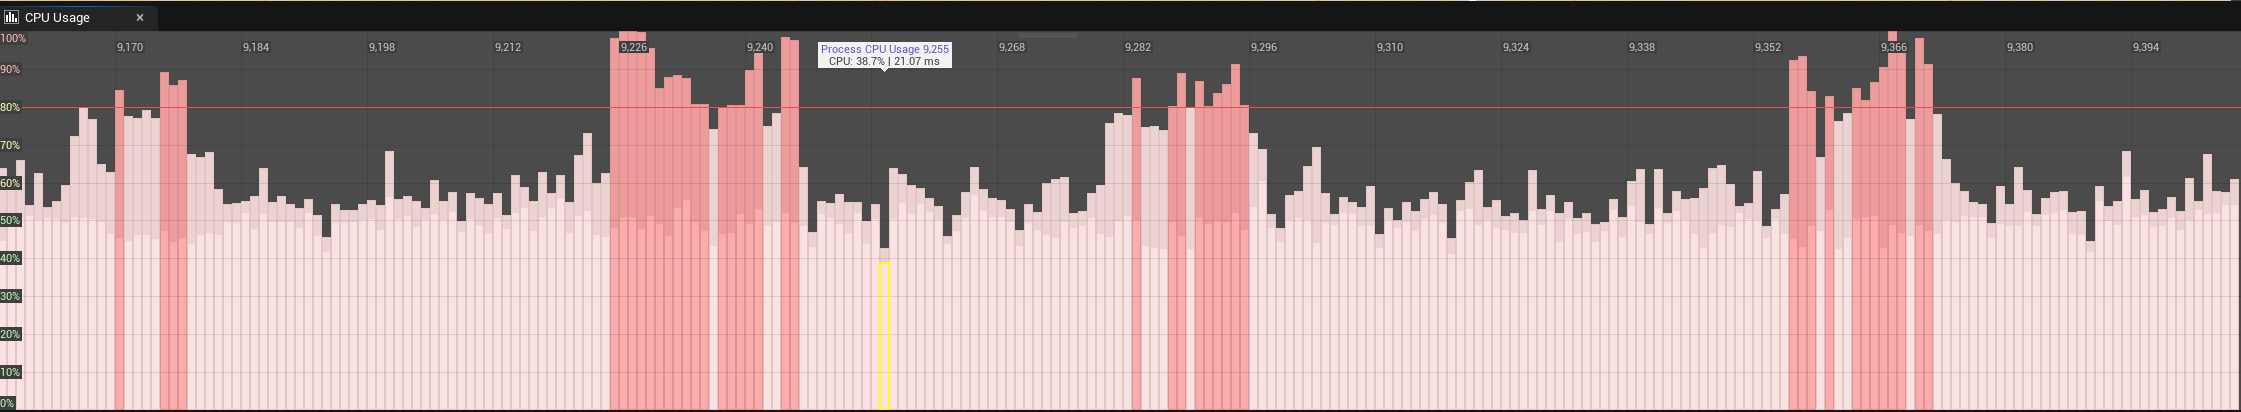 CPU Usage ×
100%
9,170 9,184 9,198 9,212 9,226 9,240 9,268 9,282 9,296 9,310 9,324 9,338 9,352 9,366 9,380 9,394
Process CPU Usage 9,255
CPU: 38.7% | 21.07 ms
90%
80%
70%
60%
50%
40%
30%
20%
10%
0%